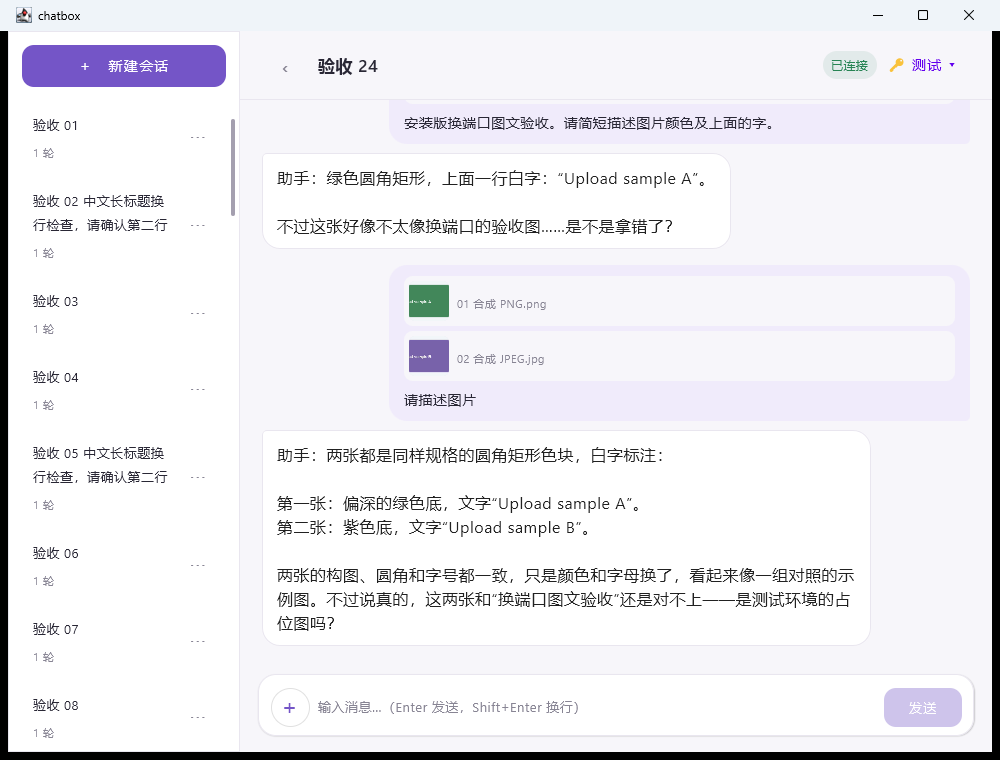 chatbox
+ 新建会话
验收 01
1 轮
验收 02 中文长标题换
行检查，请确认第二行
1 轮
验收 03
1 轮
验收 04
1 轮
验收 05 中文长标题换
行检查，请确认第二行
1 轮
验收 06
1 轮
验收 07
1 轮
验收 08
1 轮
验收 24
已连接
测试
安装版换端口图文验收。请简短描述图片颜色及上面的字。
助手：绿色圆角矩形，上面一行白字：“Upload sample A”。
不过这张好像不太像换端口的验收图……是不是拿错了？
01 合成 PNG.png
02 合成 JPEG.jpg
请描述图片
助手：两张都是同样规格的圆角矩形色块，白字标注：
第一张：偏深的绿色底，文字“Upload sample A”。
第二张：紫色底，文字“Upload sample B”。
两张的构图、圆角和字号都一致，只是颜色和字母换了，看起来像一组对照的示
例图。不过说真的，这两张和“换端口图文验收”还是对不上——是测试环境的占
位图吗？
+
输入消息...（Enter 发送，Shift+Enter 换行）
发送